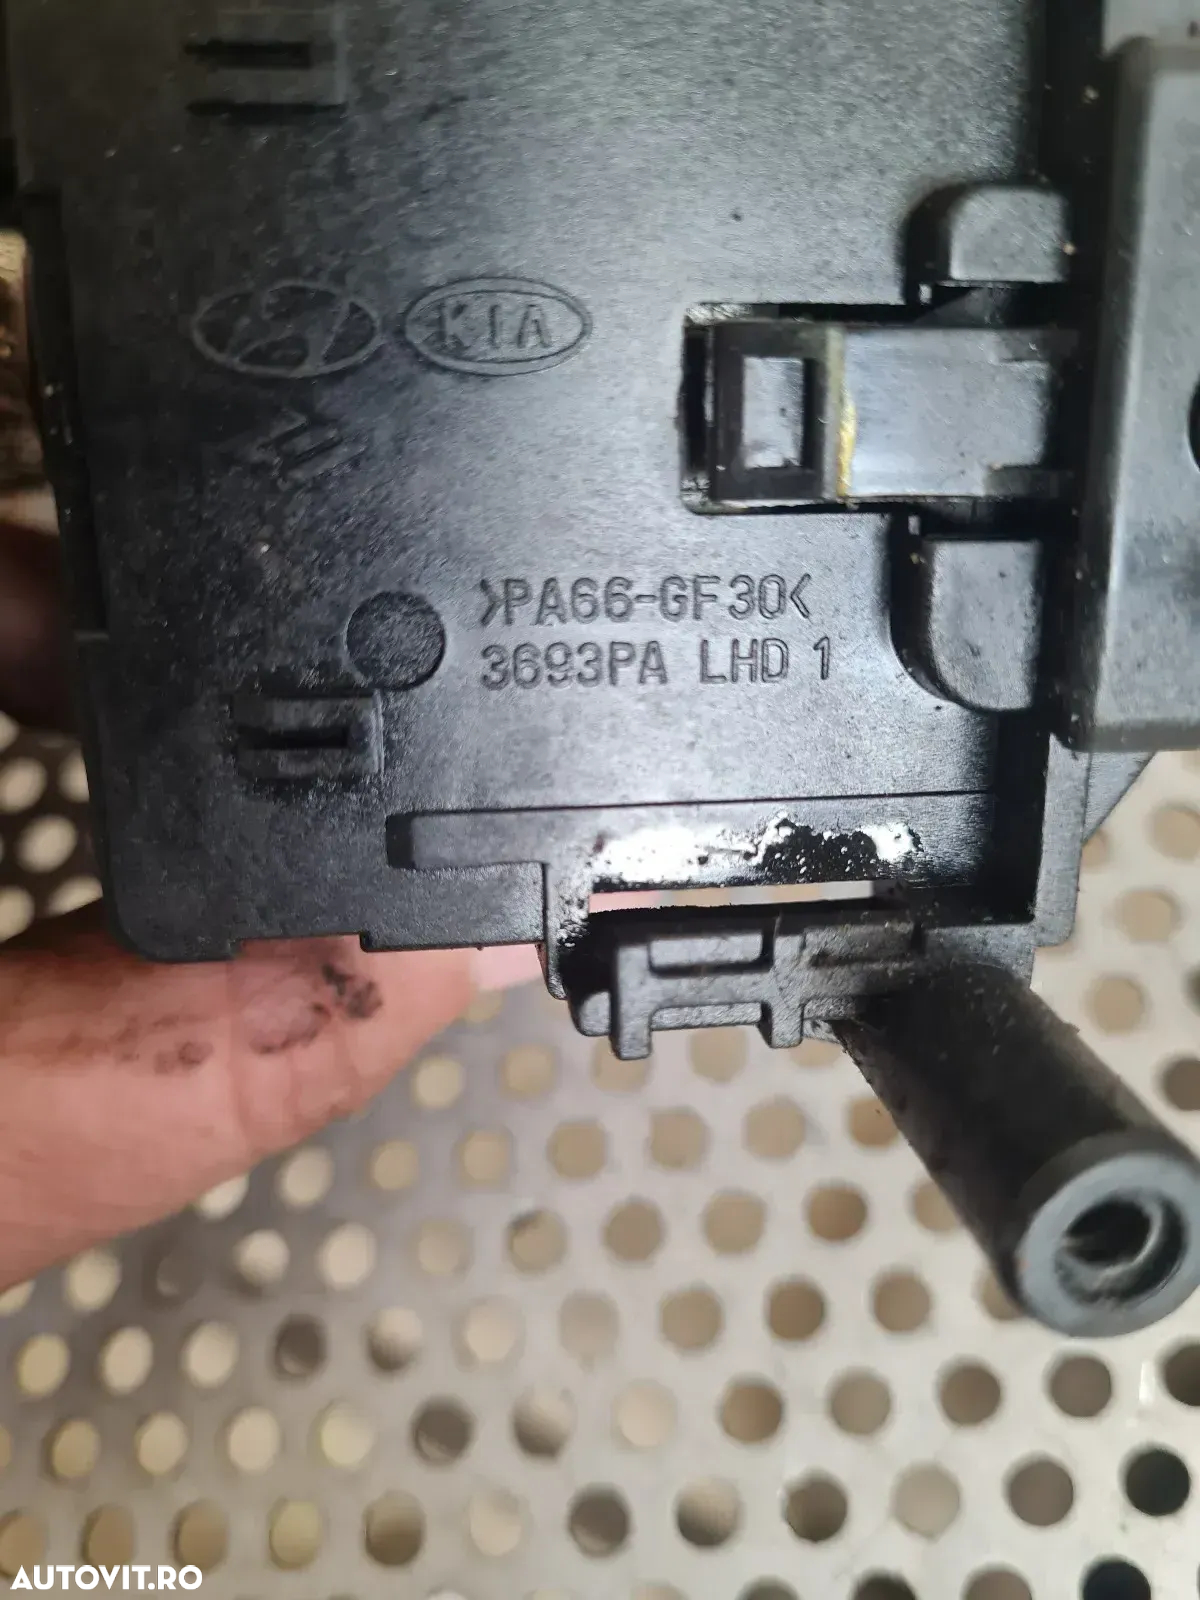 KIA
>PA66-GF30<
3693PA LHD 1
AUTOVIT.RO